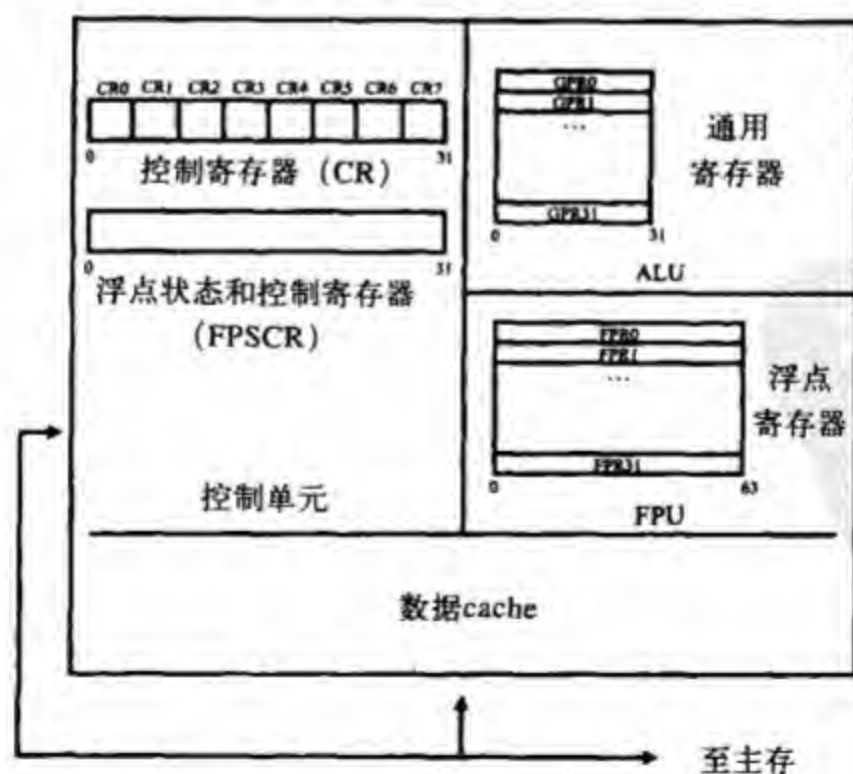 CR0 CR1 CR2 CR3 CR4 CR5 CR6 CR7
0 31
控制寄存器（CR）
0 31
浮点状态和控制寄存器
（FPSCR）
控制单元
GPR0
GPR1
…
GPR31
0 31
通用
寄存器
ALU
FPR0
FPR1
…
FPR31
0 63
浮点
寄存器
FPU
数据cache
至主存